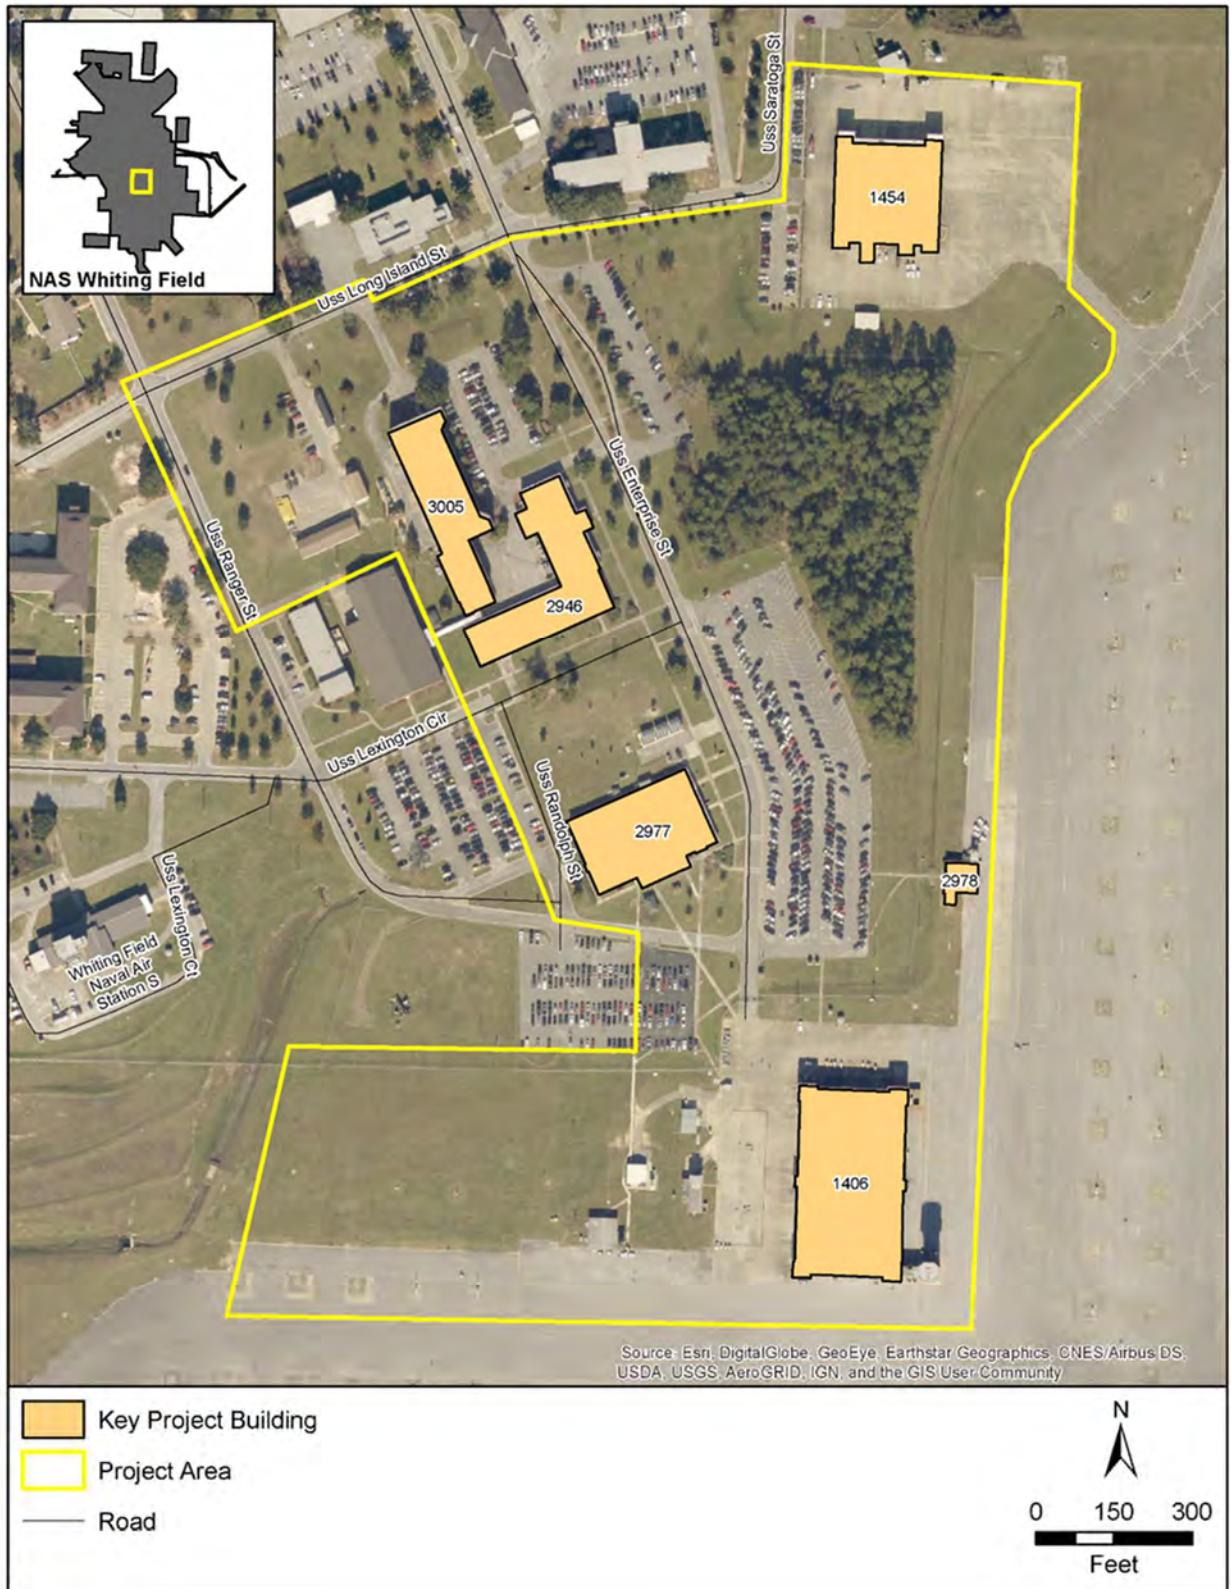 NAS Whiting Field
Uss Saratoga St
1454
Uss Long Island St
Uss Enterprise St
3005
Uss Ranger St
2946
Uss Lexington Cir
Uss Randolph St
2977
2978
Uss Lexington Ct
Whiting Field
Naval Air
Station S
1406
Source: Esri, DigitalGlobe, GeoEye, Earthstar Geographics, CNES/Airbus DS,
USDA, USGS, AeroGRID, IGN, and the GIS User Community
Key Project Building
Project Area
Road
N
0 150 300
Feet